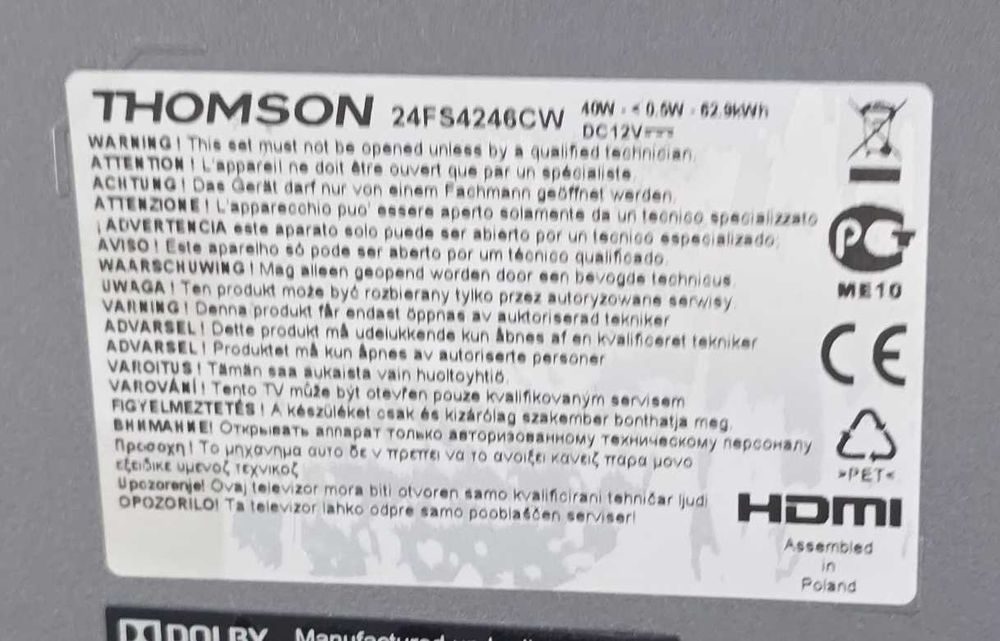 THOMSON 24FS4246CW 40W - < 0.5W - 62.9kWh
DC12V
WARNING ! This set must not be opened unless by a qualified technician.
ATTENTION ! L'appareil ne doit être ouvert que par un spécialiste.
ACHTUNG ! Das Gerät darf nur von einem Fachmann geöffnet werden.
ATTENZIONE ! L'apparecchio puo' essere aperto solamente da un tecnico specializzato
¡ ADVERTENCIA este aparato solo puede ser abierto por un tecnico especializado.
AVISO ! Este aparelho só pode ser aberto por um técnico qualificado.
WAARSCHUWING ! Mag alleen geopend worden door een bevogde technicus.
UWAGA ! Ten produkt może być rozbierany tylko przez autoryzowane serwisy.
VARNING ! Denna produkt får endast öppnas av auktoriserad tekniker
ADVARSEL ! Dette produkt må udelukkende kun åbnes af en kvalificeret tekniker
ADVARSEL ! Produktet må kun åpnes av autoriserte personer
VAROITUS ! Tämän saa aukaista vain huoltoyhtiö.
VAROVÁNÍ ! Tento TV může být otevřen pouze kvalifikovaným servisem
FIGYELMEZTETÉS ! A készüléket csak és kizárólag szakember bonthatja meg.
ВНИМАНИЕ! Открывать аппарат только авторизованному техническому персоналу
Προσοχη ! Το μηχανημα αυτο δε ν πρεπει να το ανοιξει κανεις παρα μονο
εξειδικε υμενος τεχνικος
Upozorenje! Ovaj televizor mora biti otvoren samo kvalificirani tehničar ljudi
OPOZORILO! Ta televizor lahko odpre samo pooblaščen serviser!
ME10
CE
>PET<
HDMI
Assembled
in
Poland
DOLBY Manufactured